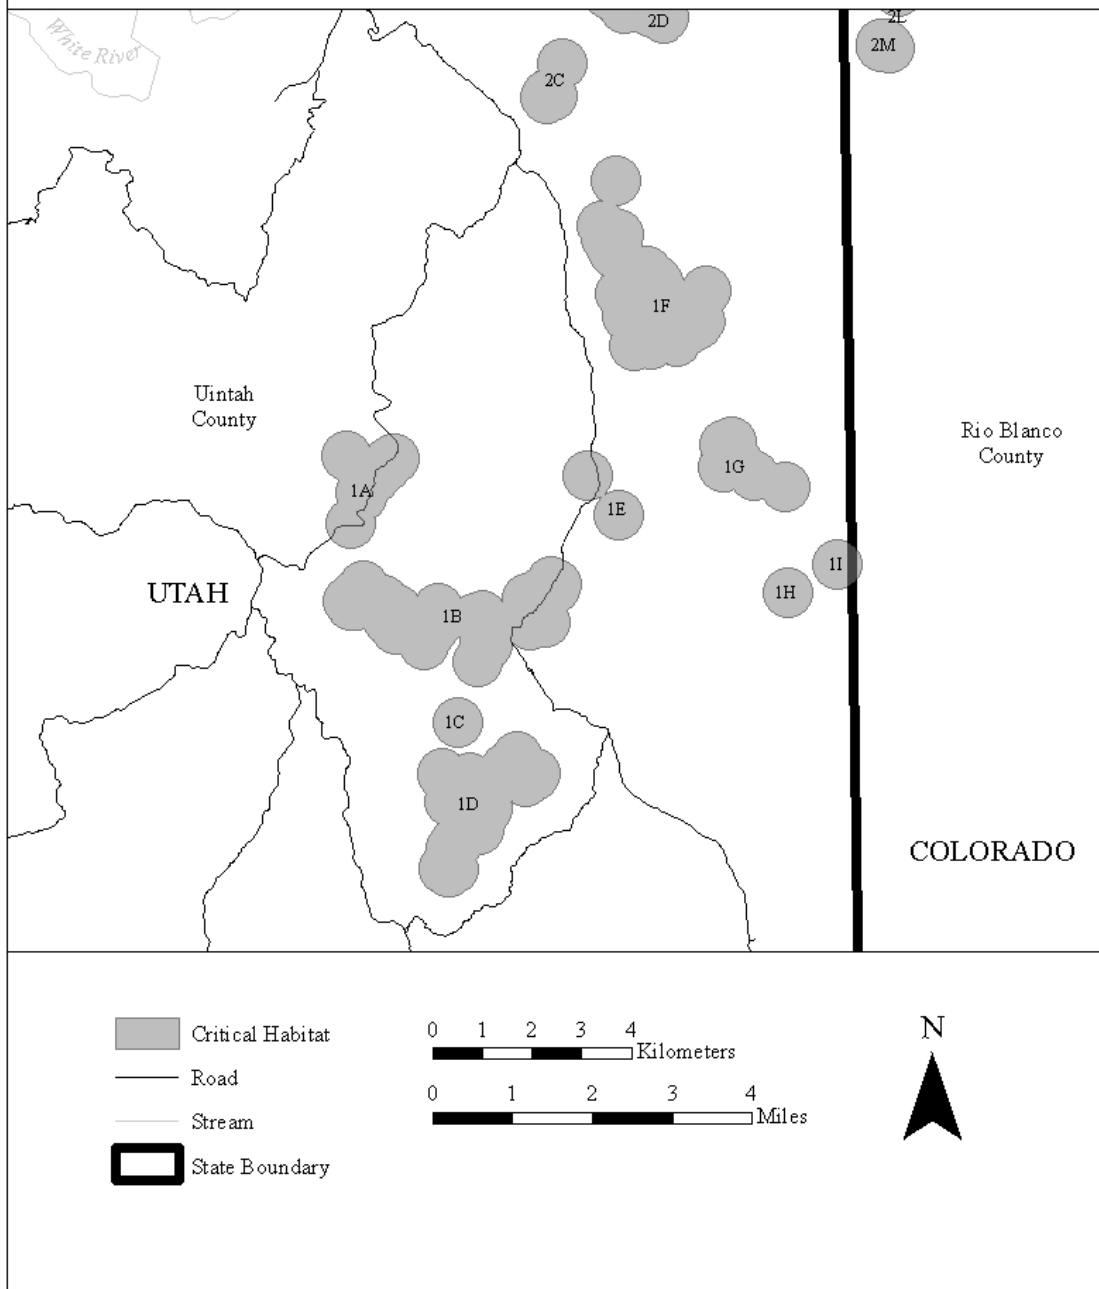 2D
2L
2M
White River
2C
1F
Uintah
County
Rio Blanco
County
1G
1A
1E
1I
1H
UTAH
1B
1C
1D
COLORADO
Critical Habitat
Road
Stream
State Boundary
0 1 2 3 4
Kilometers
0 1 2 3 4
Miles
N